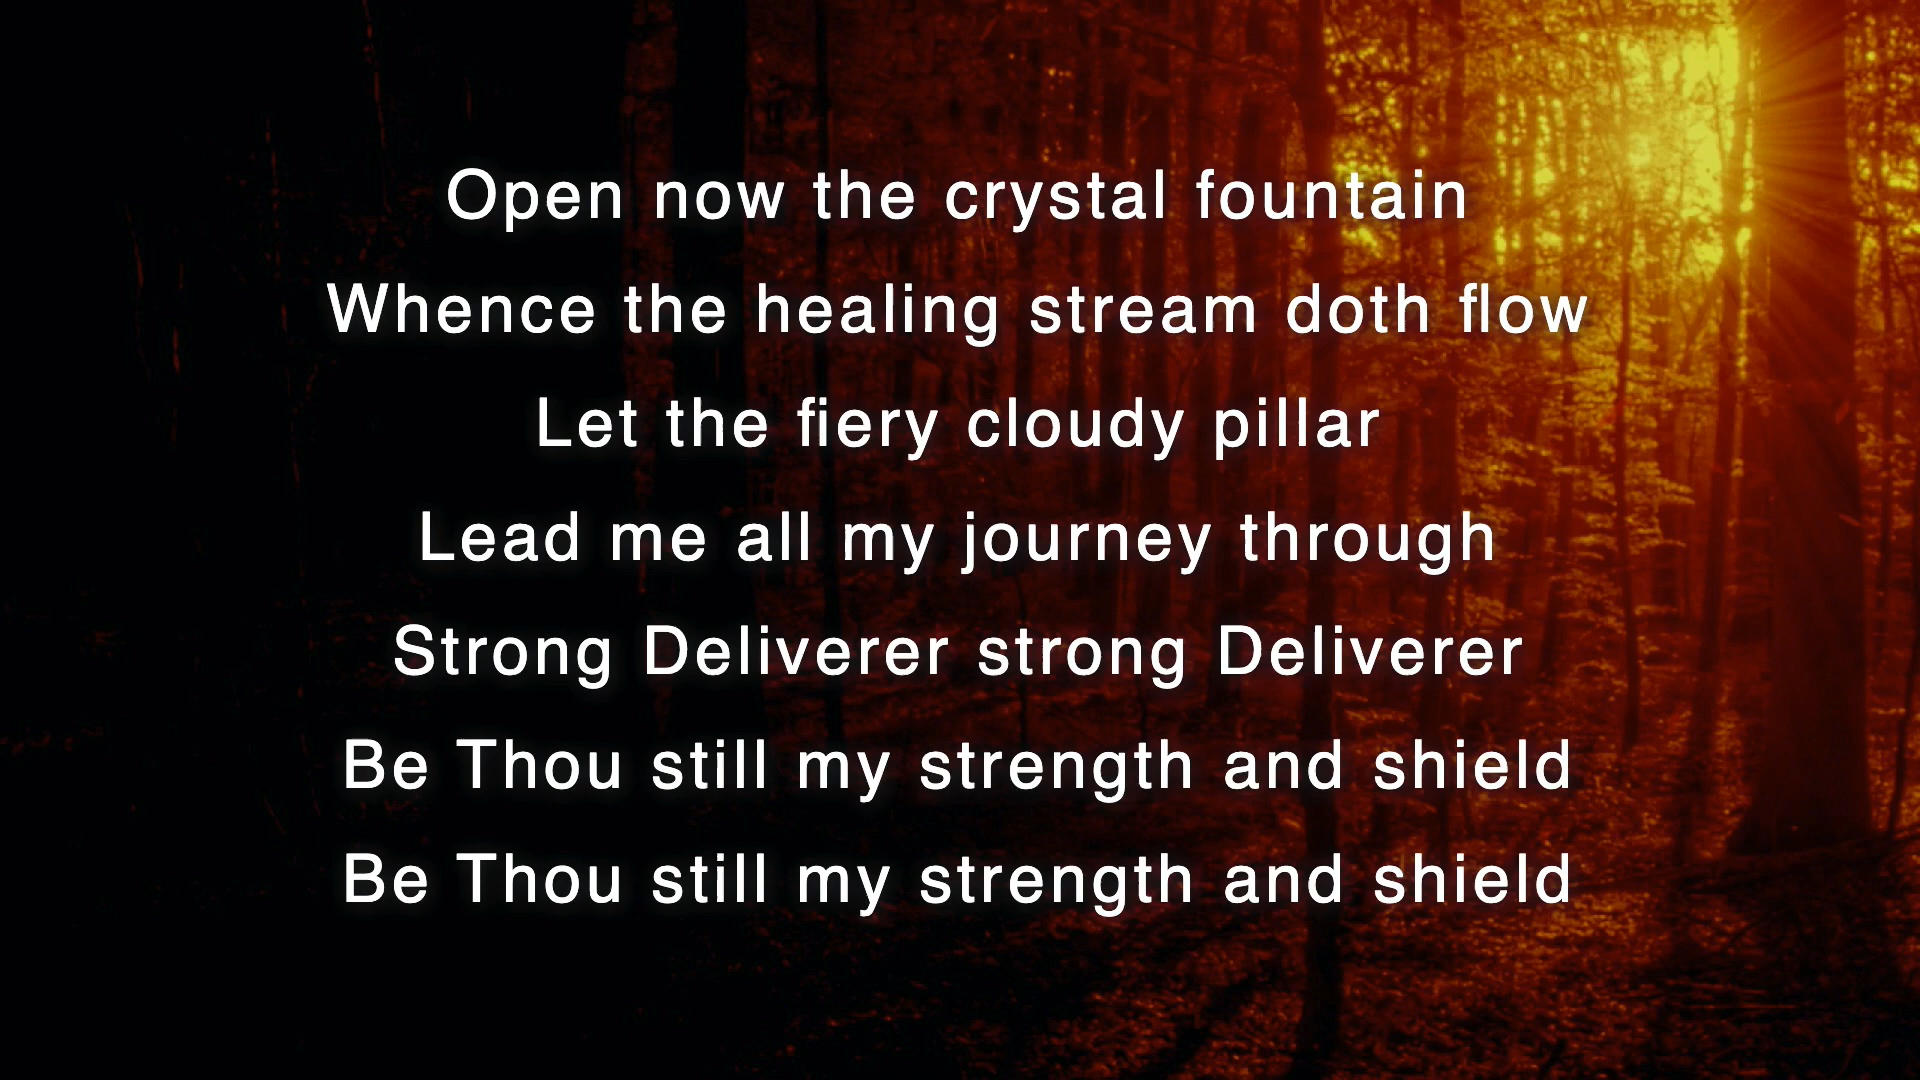 Open now the crystal fountain
Whence the healing stream doth flow
Let the fiery cloudy pillar
Lead me all my journey through
Strong Deliverer strong Deliverer
Be Thou still my strength and shield
Be Thou still my strength and shield